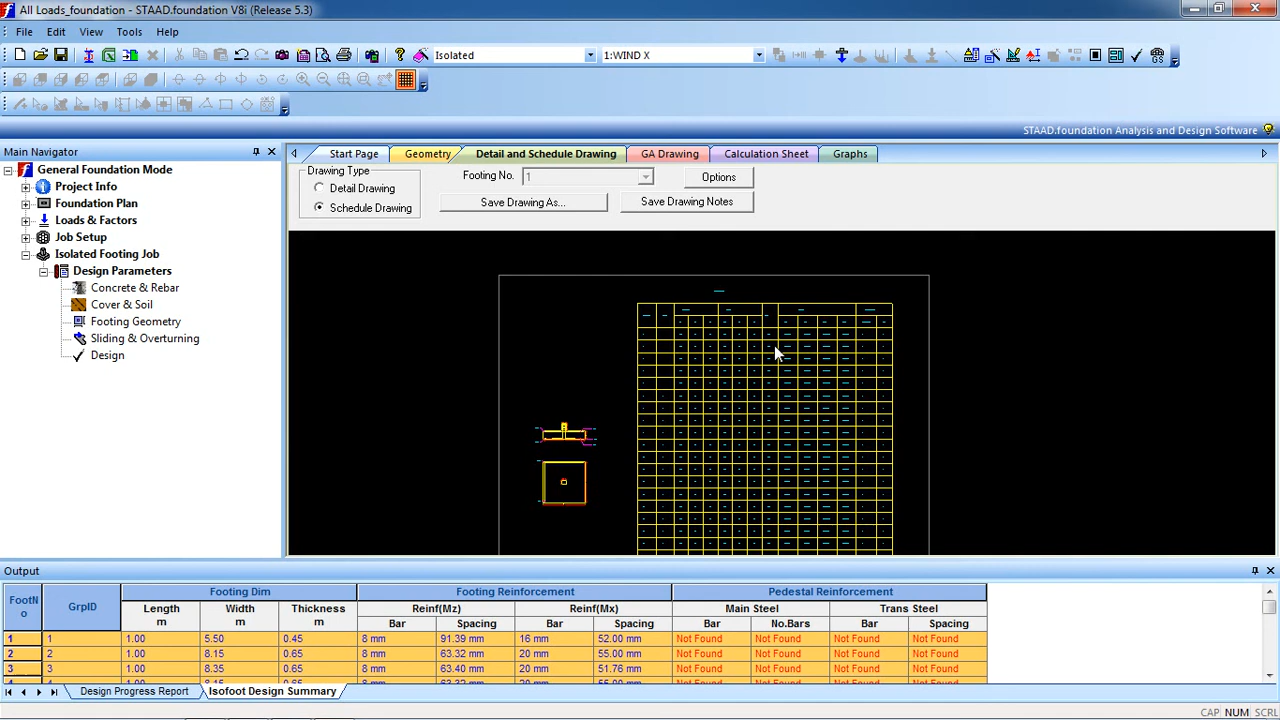 All Loads_foundation - STAAD.foundation V8i (Release 5.3)
File Edit View Tools Help
Isolated 1:WIND X
STAAD.foundation Analysis and Design Software
Main Navigator
General Foundation Mode
Project Info
Foundation Plan
Loads & Factors
Job Setup
Isolated Footing Job
Design Parameters
Concrete & Rebar
Cover & Soil
Footing Geometry
Sliding & Overturning
Design
Start Page Geometry Detail and Schedule Drawing GA Drawing Calculation Sheet Graphs
Drawing Type
Detail Drawing
Schedule Drawing
Footing No. 1 Options
Save Drawing As... Save Drawing Notes
Output
FootN o GrpID Footing Dim Footing Reinforcement Pedestal Reinforcement
Length m Width m Thickness m Reinf(Mz) Reinf(Mx) Main Steel Trans Steel
Bar Spacing Bar Spacing Bar No.Bars Bar Spacing
1 1 1.00 5.50 0.45 8 mm 91.39 mm 16 mm 52.00 mm Not Found Not Found Not Found Not Found
2 2 1.00 8.15 0.65 8 mm 63.32 mm 20 mm 55.00 mm Not Found Not Found Not Found Not Found
3 3 1.00 8.35 0.65 8 mm 63.40 mm 20 mm 51.76 mm Not Found Not Found Not Found Not Found
Design Progress Report Isofoot Design Summary
CAP NUM SCRL